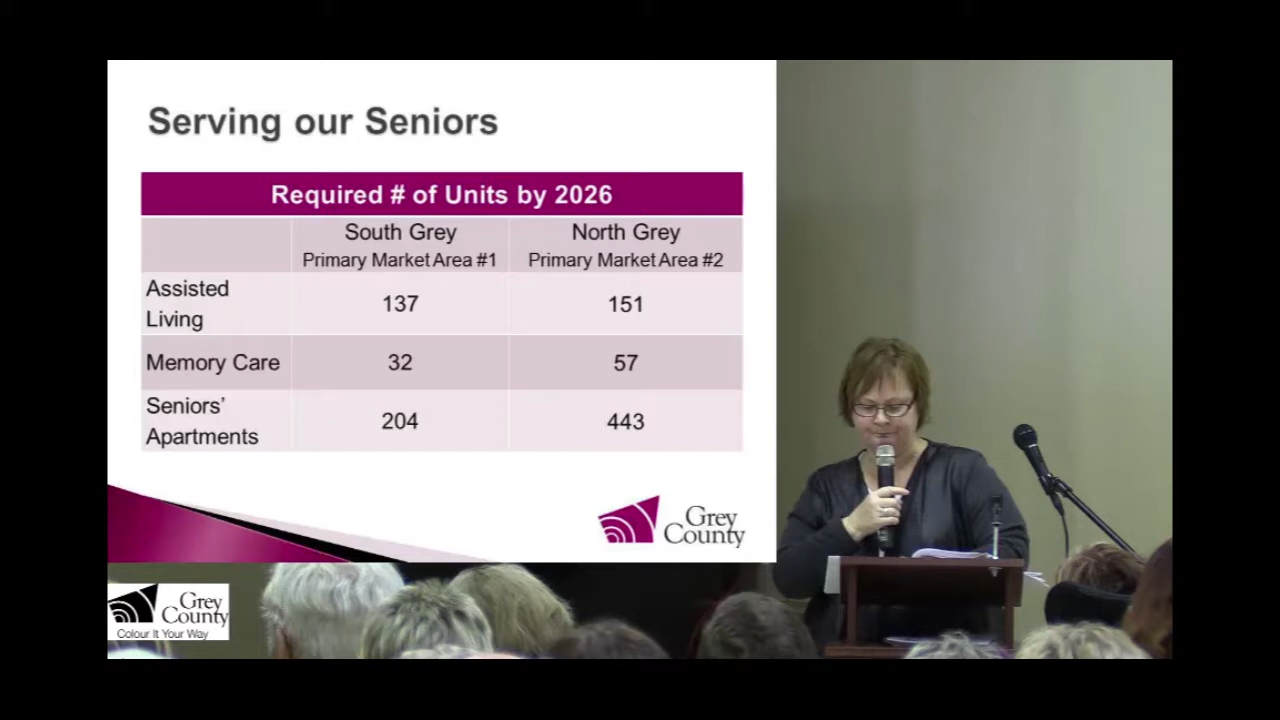 Serving our Seniors
Required # of Units by 2026
South Grey
Primary Market Area #1
North Grey
Primary Market Area #2
Assisted
Living
137
151
Memory Care
32
57
Seniors’
Apartments
204
443
Grey
County
Grey
County
Colour It Your Way